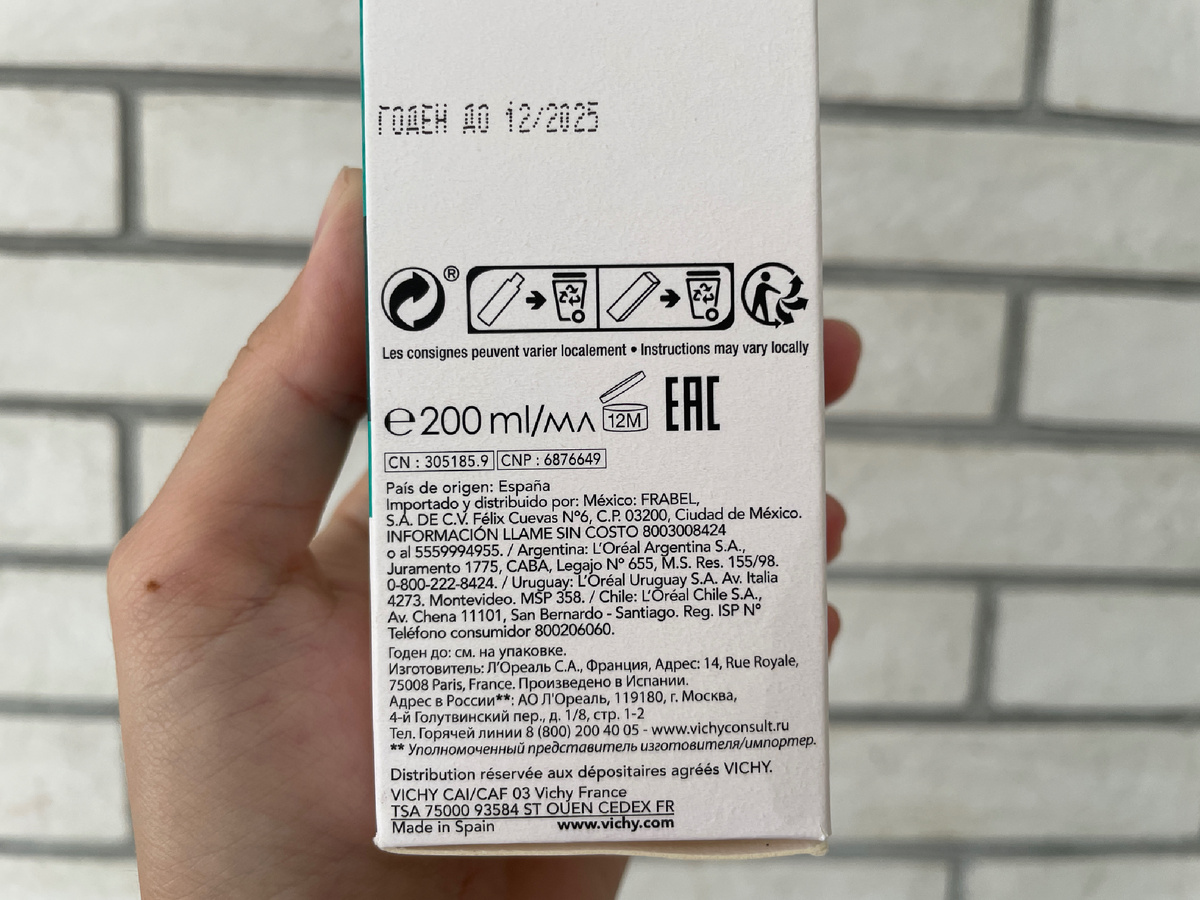 ГОДЕН ДО 12/2025
®
Les consignes peuvent varier localement • Instructions may vary locally
℮ 200 ml/мл 12M EAC
CN : 305185.9 CNP : 6876649
País de origen: España
Importado y distribuido por: México: FRABEL,
S.A. DE C.V. Félix Cuevas N°6, C.P. 03200, Ciudad de México.
INFORMACIÓN LLAME SIN COSTO 8003008424
o al 5559994955. / Argentina: L'Oréal Argentina S.A.,
Juramento 1775, CABA, Legajo N° 655, M.S. Res. 155/98.
0-800-222-8424. / Uruguay: L'Oréal Uruguay S.A. Av. Italia
4273. Montevideo. MSP 358. / Chile: L'Oréal Chile S.A.,
Av. Chena 11101, San Bernardo - Santiago. Reg. ISP N°
Teléfono consumidor 800206060.
Годен до: см. на упаковке.
Изготовитель: Л'Ореаль С.А., Франция, Адрес: 14, Rue Royale,
75008 Paris, France. Произведено в Испании.
Адрес в России**: АО Л'Ореаль, 119180, г. Москва,
4-й Голутвинский пер., д. 1/8, стр. 1-2
Тел. Горячей линии 8 (800) 200 40 05 - www.vichyconsult.ru
** Уполномоченный представитель изготовителя/импортер.
Distribution réservée aux dépositaires agréés VICHY.
VICHY CAI/CAF 03 Vichy France
TSA 75000 93584 ST OUEN CEDEX FR
Made in Spain www.vichy.com